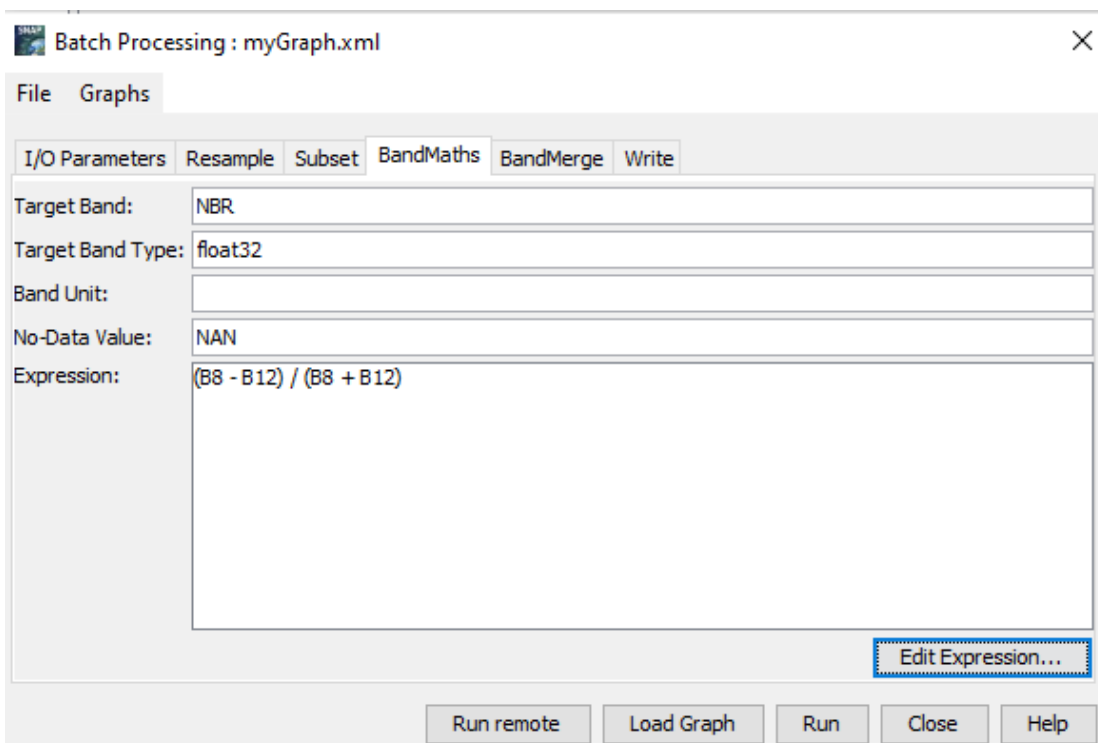 SNAP
Batch Processing : myGraph.xml
File Graphs
I/O Parameters Resample Subset BandMaths BandMerge Write
Target Band: NBR
Target Band Type: float32
Band Unit:
No-Data Value: NAN
Expression: (B8 - B12) / (B8 + B12)
Edit Expression...
Run remote Load Graph Run Close Help